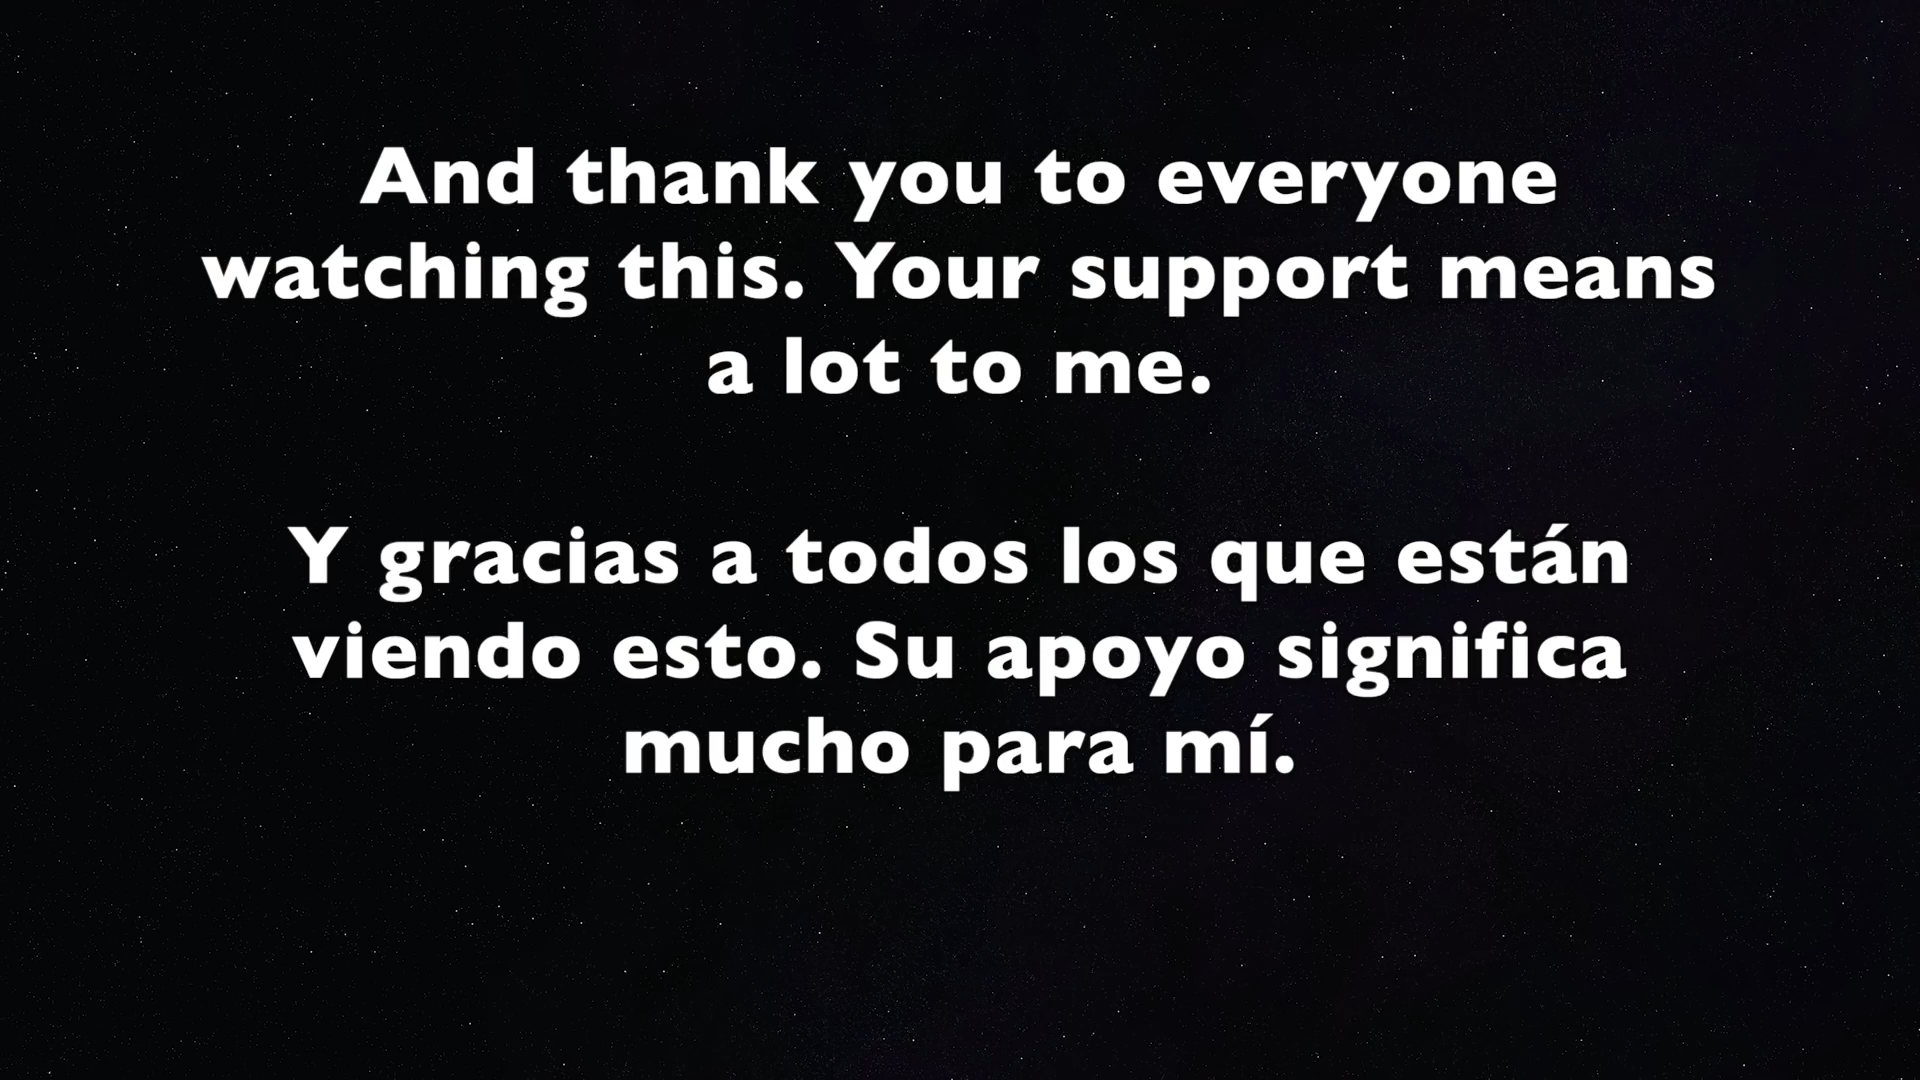 And thank you to everyone
watching this. Your support means
a lot to me.
Y gracias a todos los que están
viendo esto. Su apoyo significa
mucho para mí.